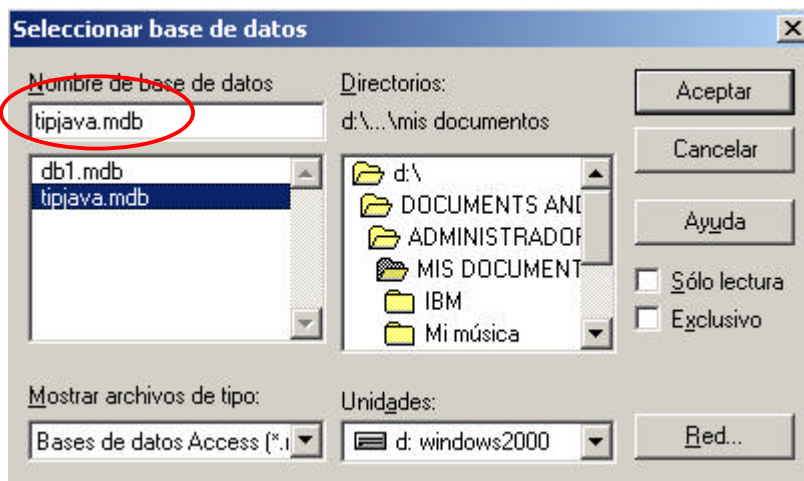 Seleccionar base de datos
Nombre de base de datos
tipjava.mdb
db1.mdb
tipjava.mdb
Directorios:
d:\...\mis documentos
d:\
DOCUMENTS AND
ADMINISTRADOR
MIS DOCUMENT
IBM
Mi música
Aceptar
Cancelar
Ayuda
Sólo lectura
Exclusivo
Mostrar archivos de tipo:
Bases de datos Access (*.
Unidades:
d: windows2000
Red...